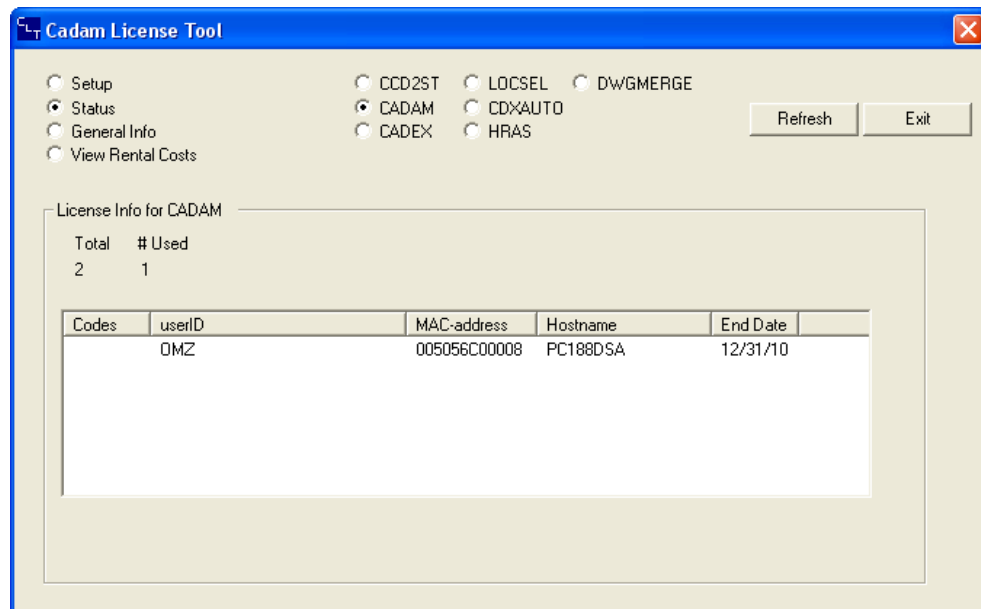 CLT Cadam License Tool
Setup CCD2ST LOCSEL DWGMERGE
Status CADAM CDXAUTO
General Info CADEX HRAS
View Rental Costs
Refresh Exit
License Info for CADAM
Total # Used
2 1
Codes userID MAC-address Hostname End Date
OMZ 005056C00008 PC188DSA 12/31/10